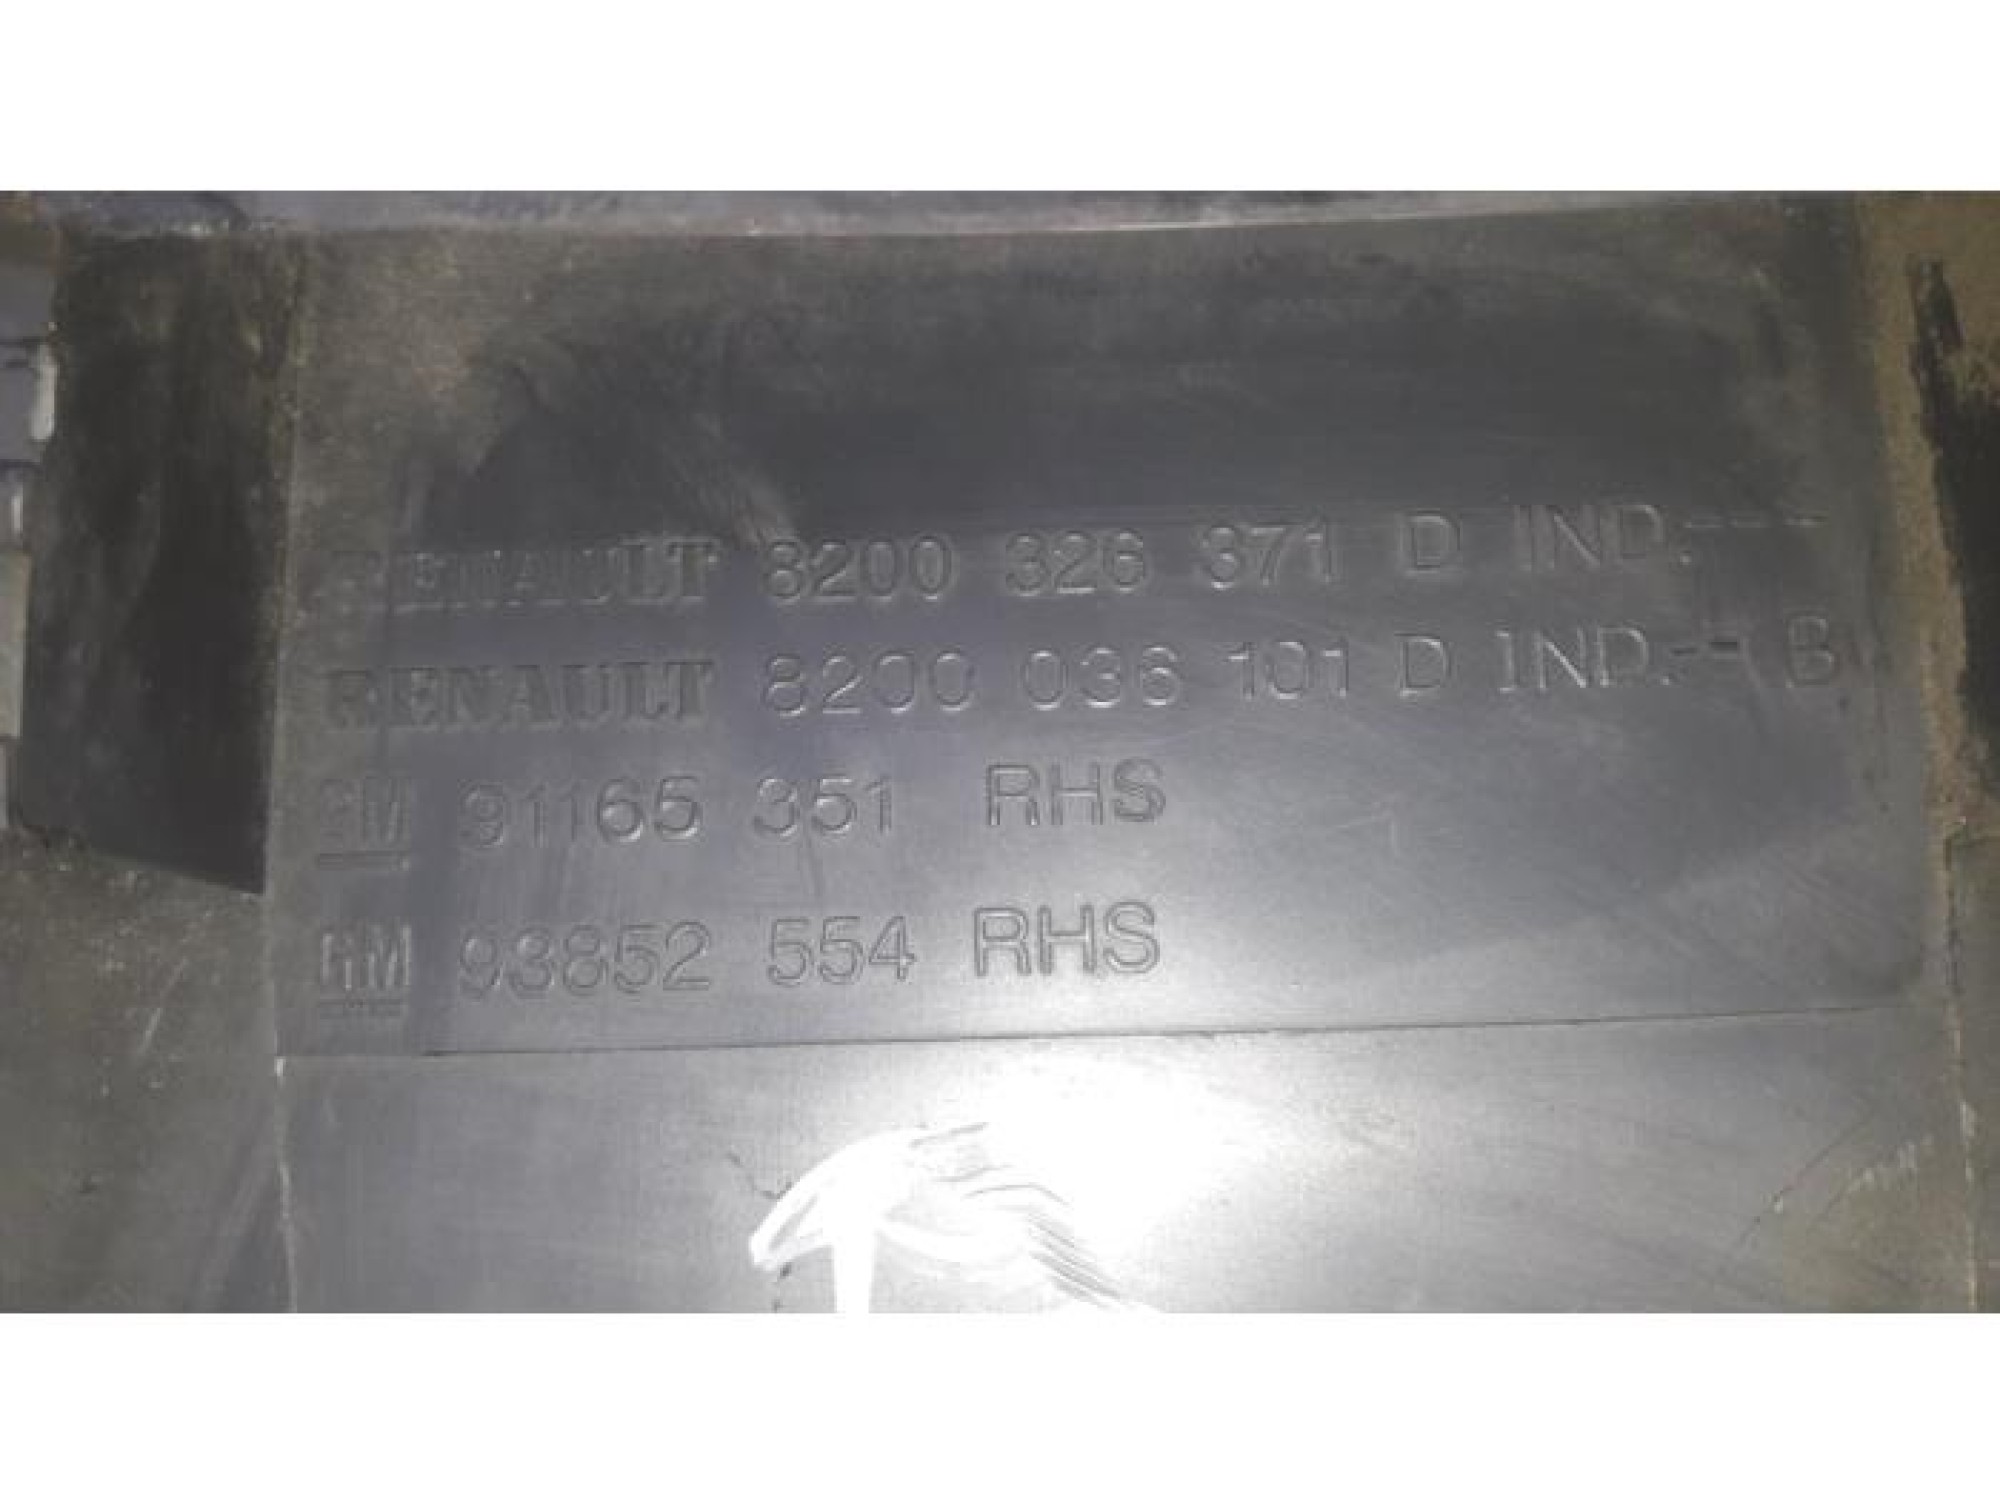 RENAULT 8200 326 371 D IND.---
RENAULT 8200 036 101 D IND.-- B
GM 91165 351 RHS
GM 93852 554 RHS